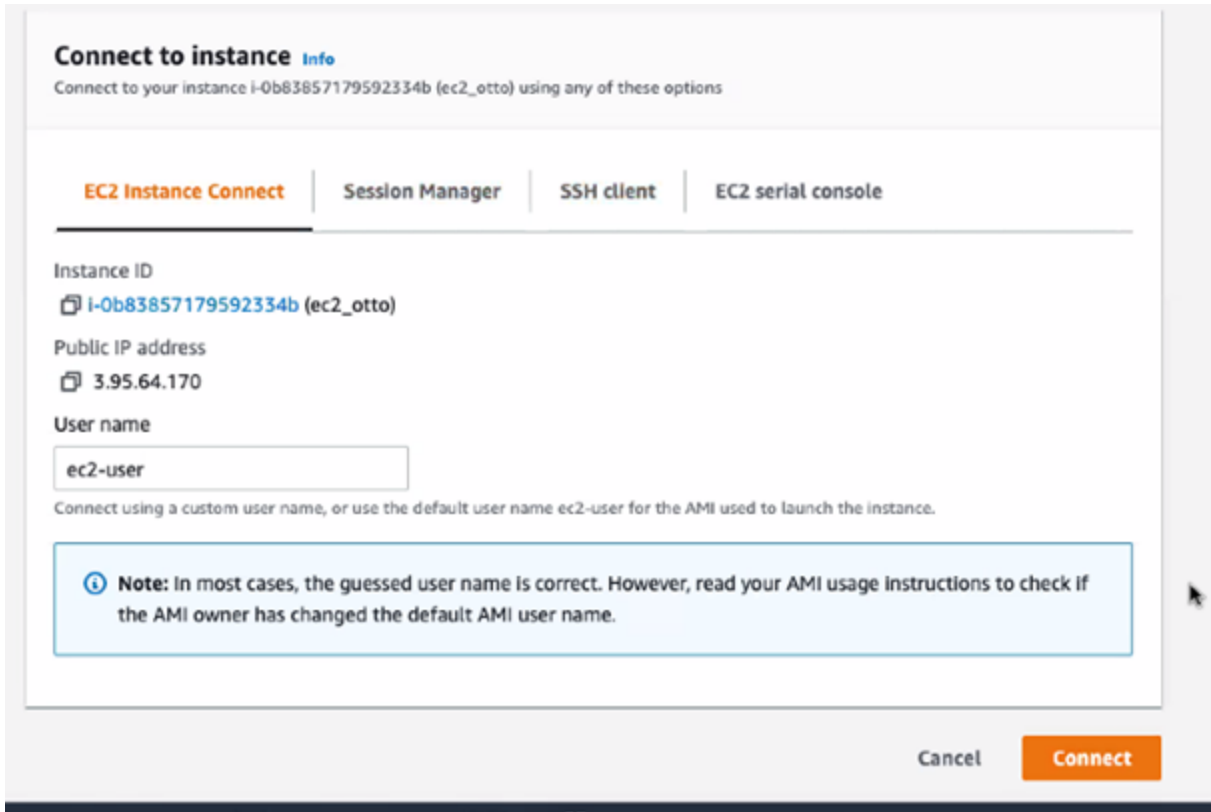 Connect to instance Info
Connect to your instance i-0b83857179592334b (ec2_otto) using any of these options
EC2 Instance Connect
Session Manager
SSH client
EC2 serial console
Instance ID
i-0b83857179592334b (ec2_otto)
Public IP address
3.95.64.170
User name
ec2-user
Connect using a custom user name, or use the default user name ec2-user for the AMI used to launch the instance.
Note: In most cases, the guessed user name is correct. However, read your AMI usage instructions to check if
the AMI owner has changed the default AMI user name.
Cancel
Connect